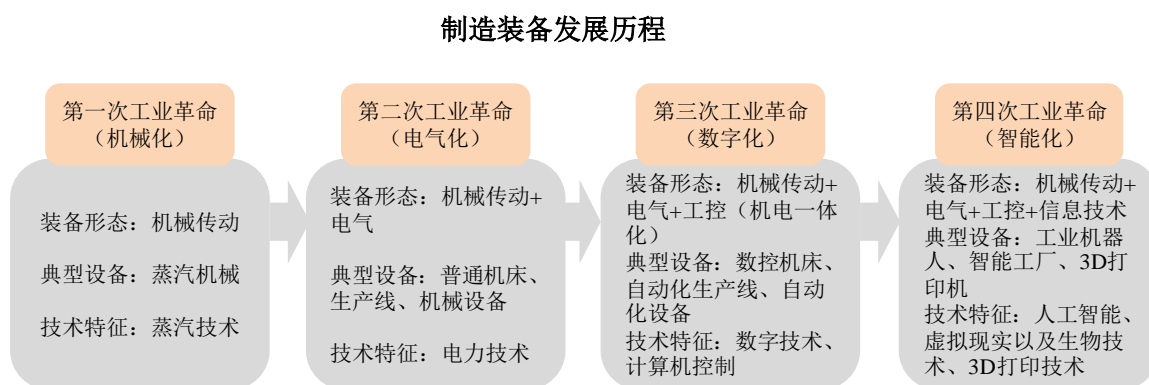 制造装备发展历程
第一次工业革命
（机械化）
装备形态：机械传动
典型设备：蒸汽机械
技术特征：蒸汽技术
第二次工业革命
（电气化）
装备形态：机械传动+
电气
典型设备：普通机床、
生产线、机械设备
技术特征：电力技术
第三次工业革命
（数字化）
装备形态：机械传动+
电气+工控（机电一体
化）
典型设备：数控机床、
自动化生产线、自动
化设备
技术特征：数字技术、
计算机控制
第四次工业革命
（智能化）
装备形态：机械传动+
电气+工控+信息技术
典型设备：工业机器
人、智能工厂、3D打
印机
技术特征：人工智能、
虚拟现实以及生物技
术、3D打印技术